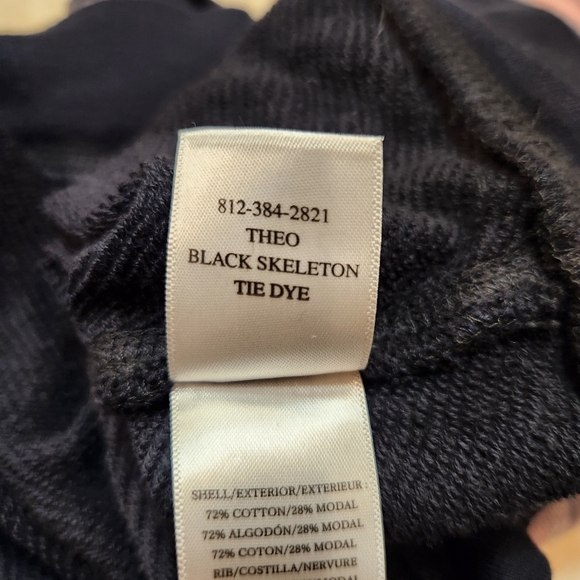 812-384-2821
THEO
BLACK SKELETON
TIE DYE
SHELL/EXTERIOR/EXTERIEUR :
72% COTTON/28% MODAL
72% ALGODÓN/28% MODAL
72% COTON/28% MODAL
RIB/COSTILLA/NERVURE